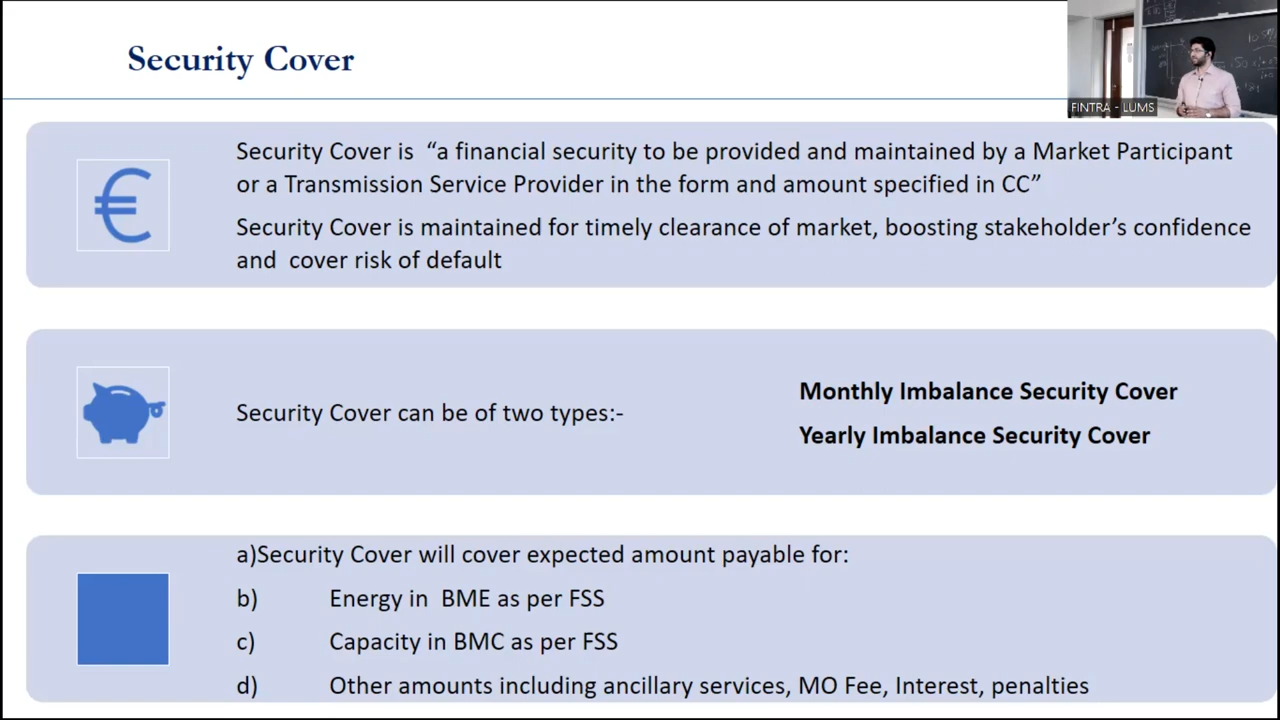 Security Cover
FINTRA - LUMS
Security Cover is “a financial security to be provided and maintained by a Market Participant
or a Transmission Service Provider in the form and amount specified in CC”
Security Cover is maintained for timely clearance of market, boosting stakeholder’s confidence
and cover risk of default
Security Cover can be of two types:-
Monthly Imbalance Security Cover
Yearly Imbalance Security Cover
a)Security Cover will cover expected amount payable for:
b) Energy in BME as per FSS
c) Capacity in BMC as per FSS
d) Other amounts including ancillary services, MO Fee, Interest, penalties